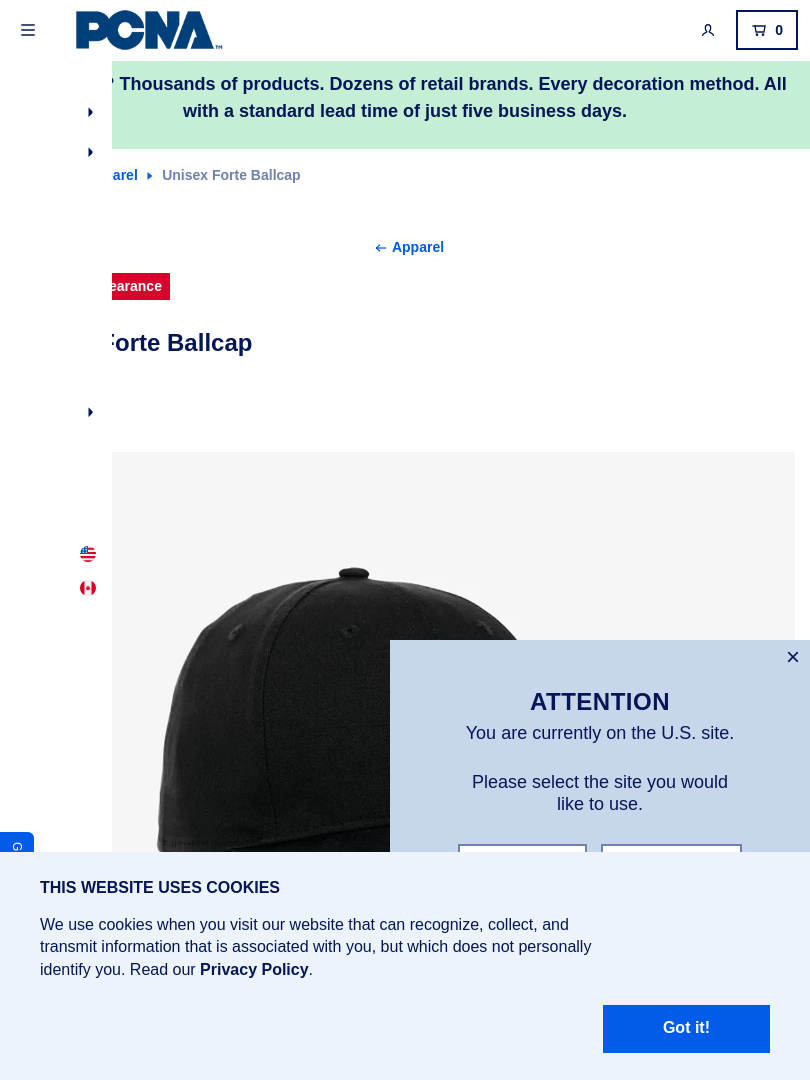 PCNA™
0
? Thousands of products. Dozens of retail brands. Every decoration method. All
with a standard lead time of just five business days.
arel Unisex Forte Ballcap
← Apparel
earance
Forte Ballcap
×
ATTENTION
You are currently on the U.S. site.
Please select the site you would
like to use.
G
THIS WEBSITE USES COOKIES
We use cookies when you visit our website that can recognize, collect, and
transmit information that is associated with you, but which does not personally
identify you. Read our Privacy Policy.
Got it!